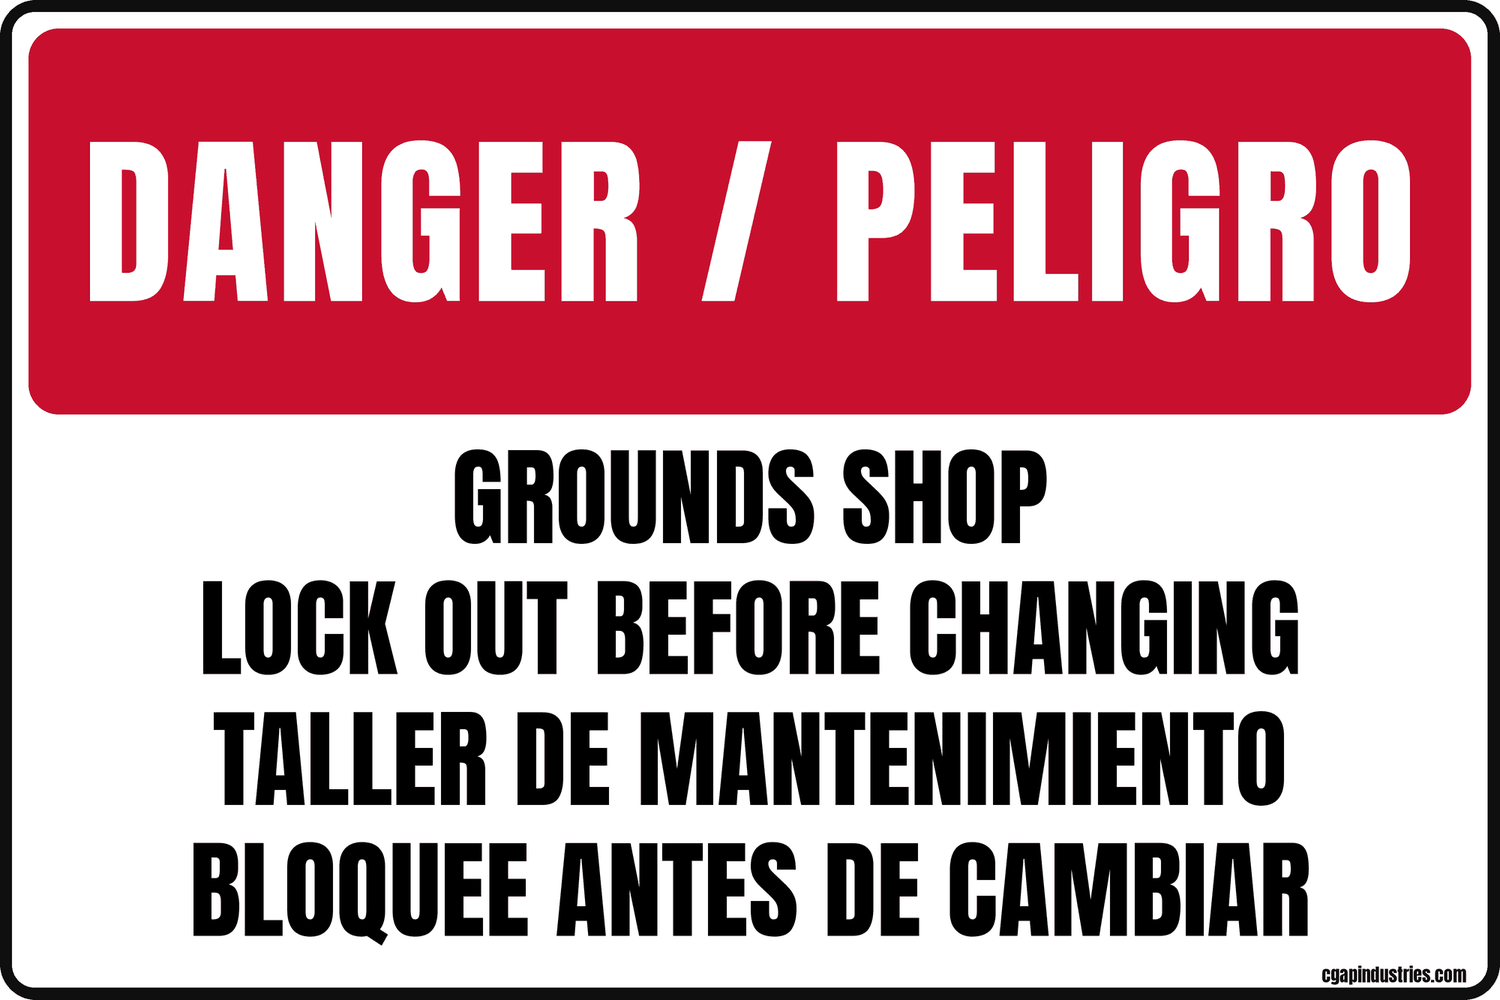 DANGER / PELIGRO
GROUNDS SHOP
LOCK OUT BEFORE CHANGING
TALLER DE MANTENIMIENTO
BLOQUEE ANTES DE CAMBIAR
cgapindustries.com